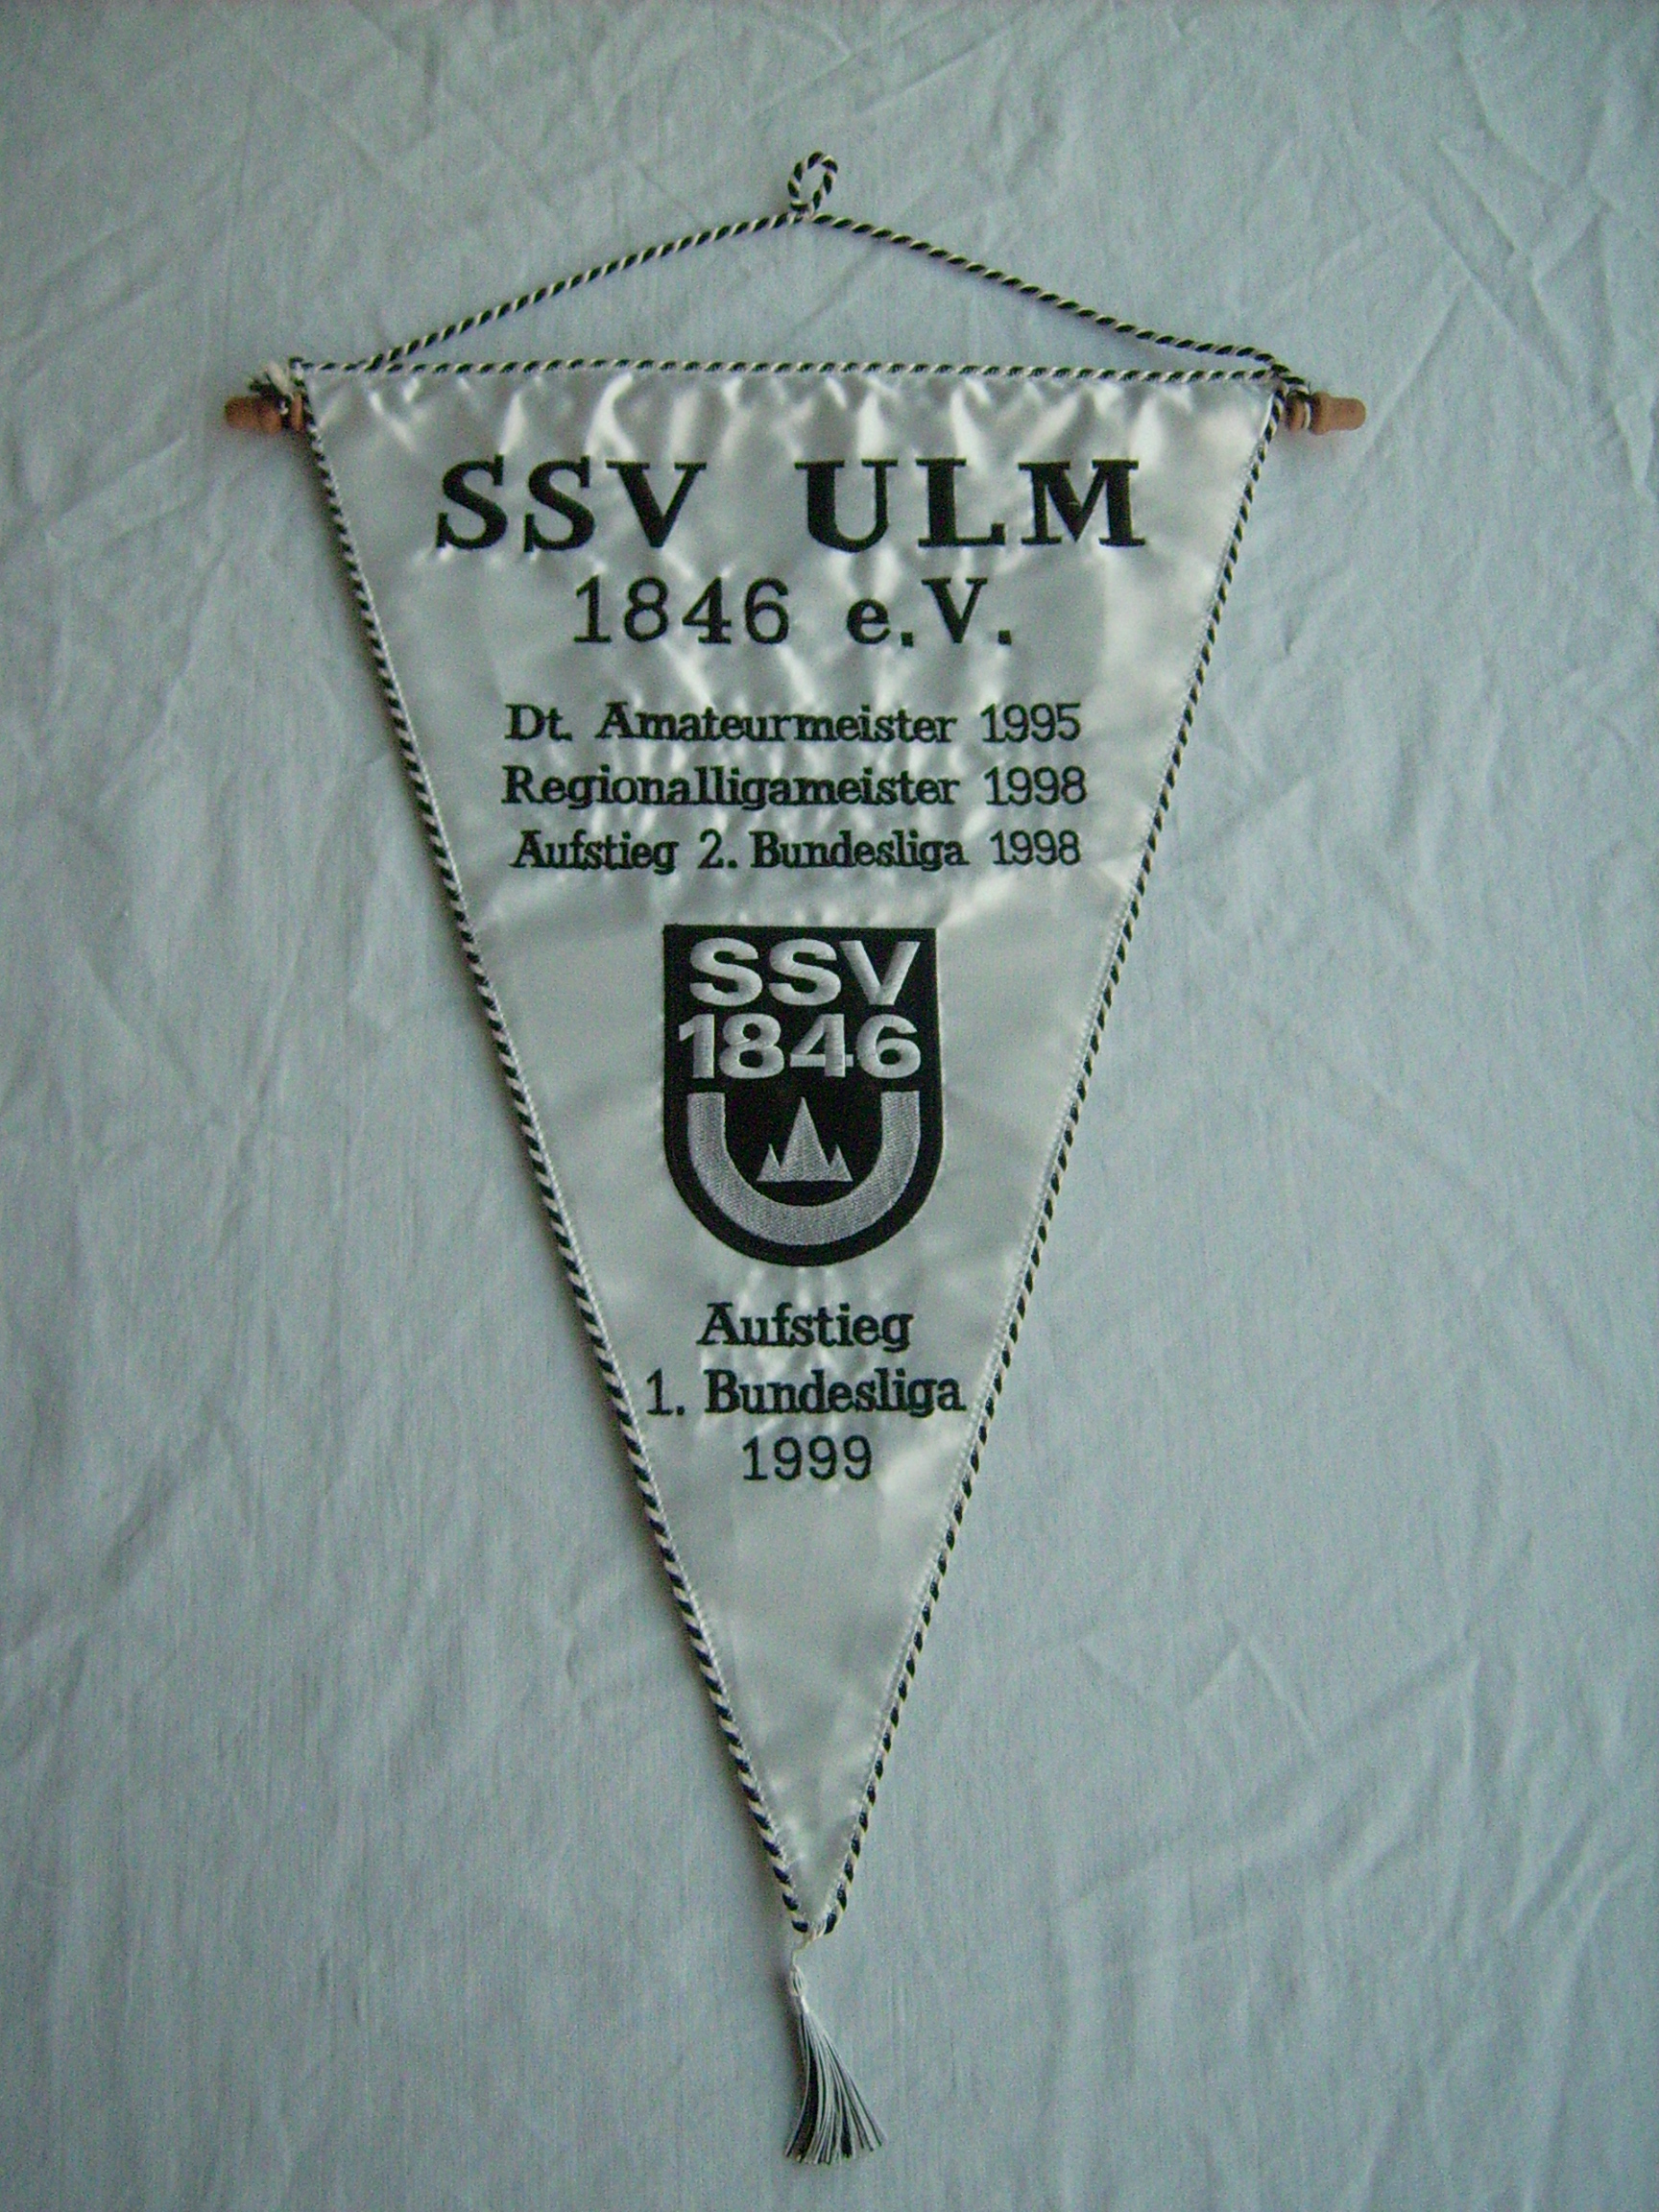 SSV ULM
1846 e.V.
Dt. Amateurmeister 1995
Regionalligameister 1998
Aufstieg 2. Bundesliga 1998
SSV
1846
Aufstieg
1. Bundesliga
1999